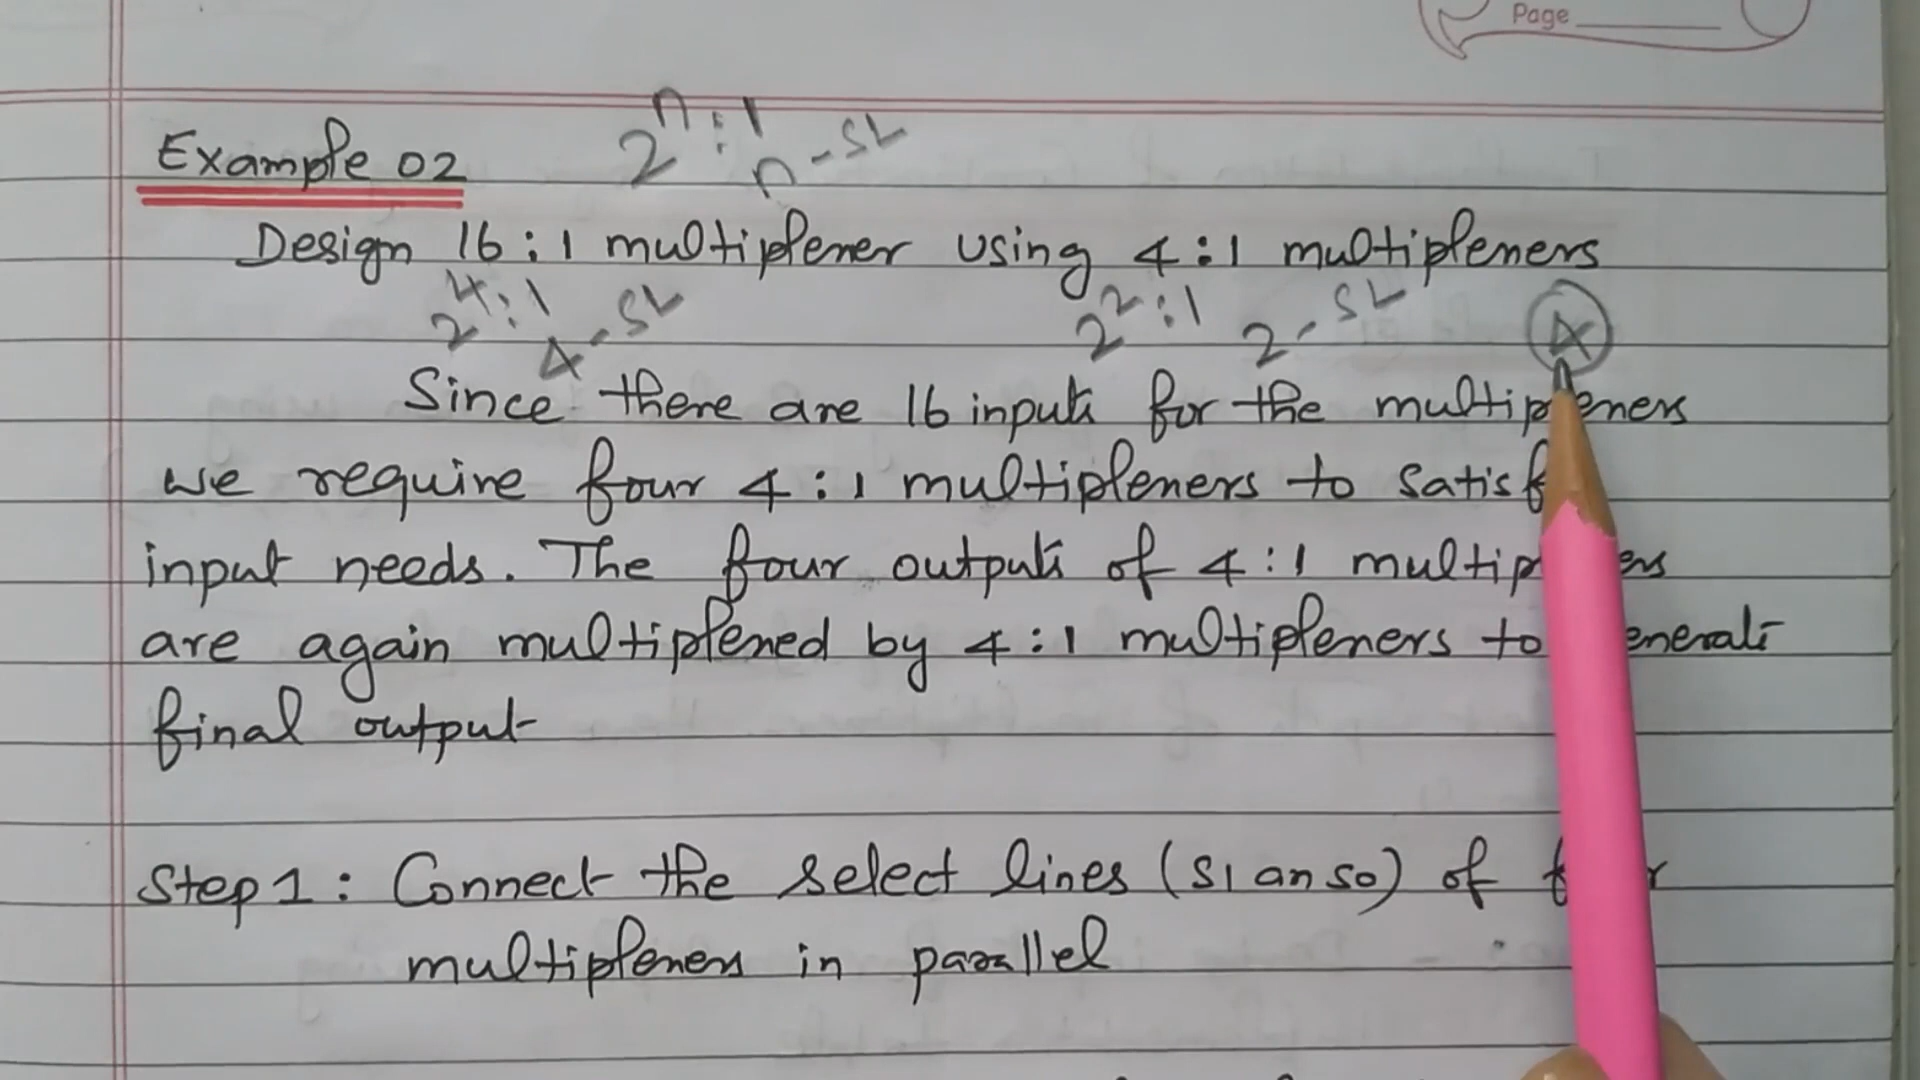 Page
2^n : 1
n - SL
Example 02
Design 16 : 1 multiplexer using 4 : 1 multiplexers
2^4 : 1 4 - SL 2^2 : 1 2 - SL 4
Since there are 16 inputs for the multiplexers
we require four 4 : 1 multiplexers to satisf
input needs. The four outputs of 4 : 1 multip ers
are again multiplexed by 4 : 1 multiplexers to enerate
final output
Step 1 : Connect the select lines (S1 an S0) of f r
multiplexers in parallel